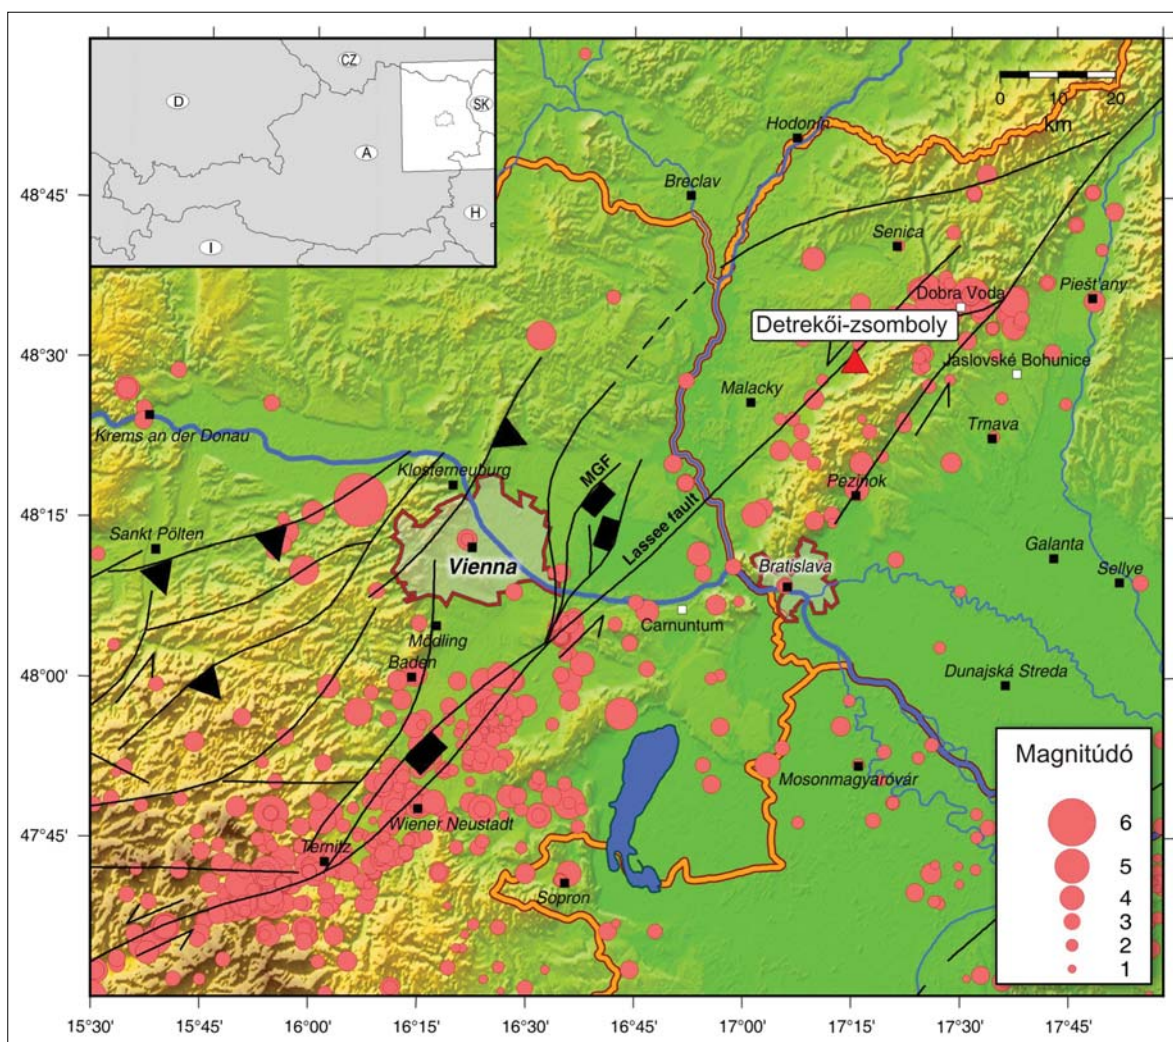 CZ
D
SK
A
H
I
0 10 20
km
Hodonin
Breclav
Senica
Dobra Voda
Piešt'any
Detrekői-zsomboly
Jaslovské Bohunice
Malacky
Trnava
Krems an der Donau
Klosterneuburg
MGF
Pezinok
Sankt Pölten
Lassee fault
Vienna
Bratislava
Galanta
Sellye
Carnuntum
Mödling
Baden
Dunajská Streda
Mosonmagyaróvár
Wiener Neustadt
Ternitz
Sopron
Magnitúdó
6
5
4
3
2
1
48°45'
48°30'
48°15'
48°00'
47°45'
15°30' 15°45' 16°00' 16°15' 16°30' 16°45' 17°00' 17°15' 17°30' 17°45'